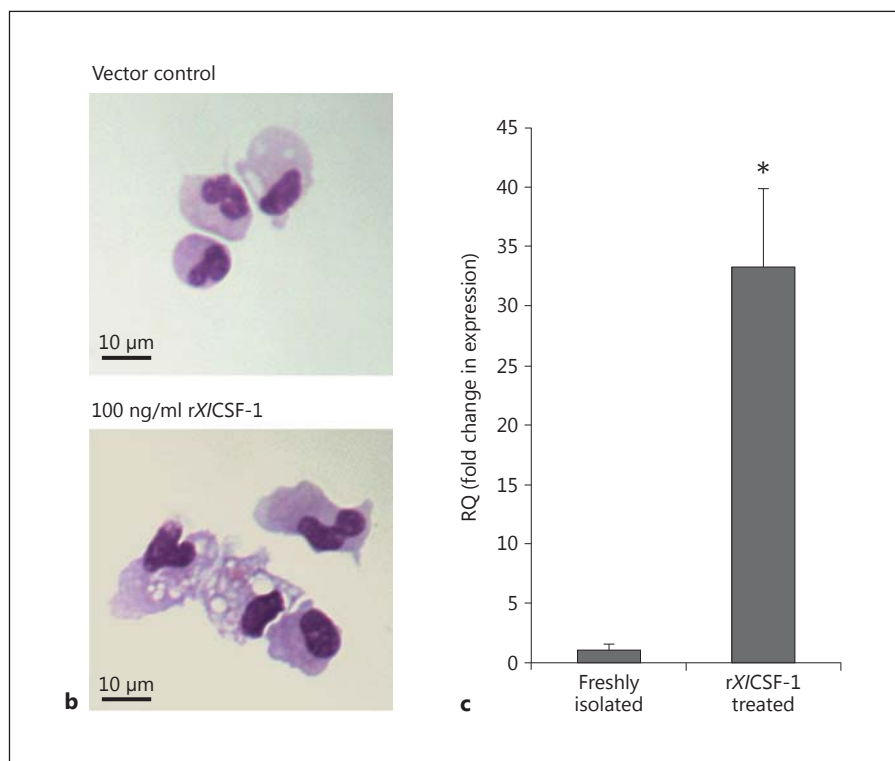 Vector control
10 µm
100 ng/ml rXlCSF-1
10 µm
b
45
40
35
30
25
20
15
10
5
0
RQ (fold change in expression)
*
Freshly
isolated
rXlCSF-1
treated
c